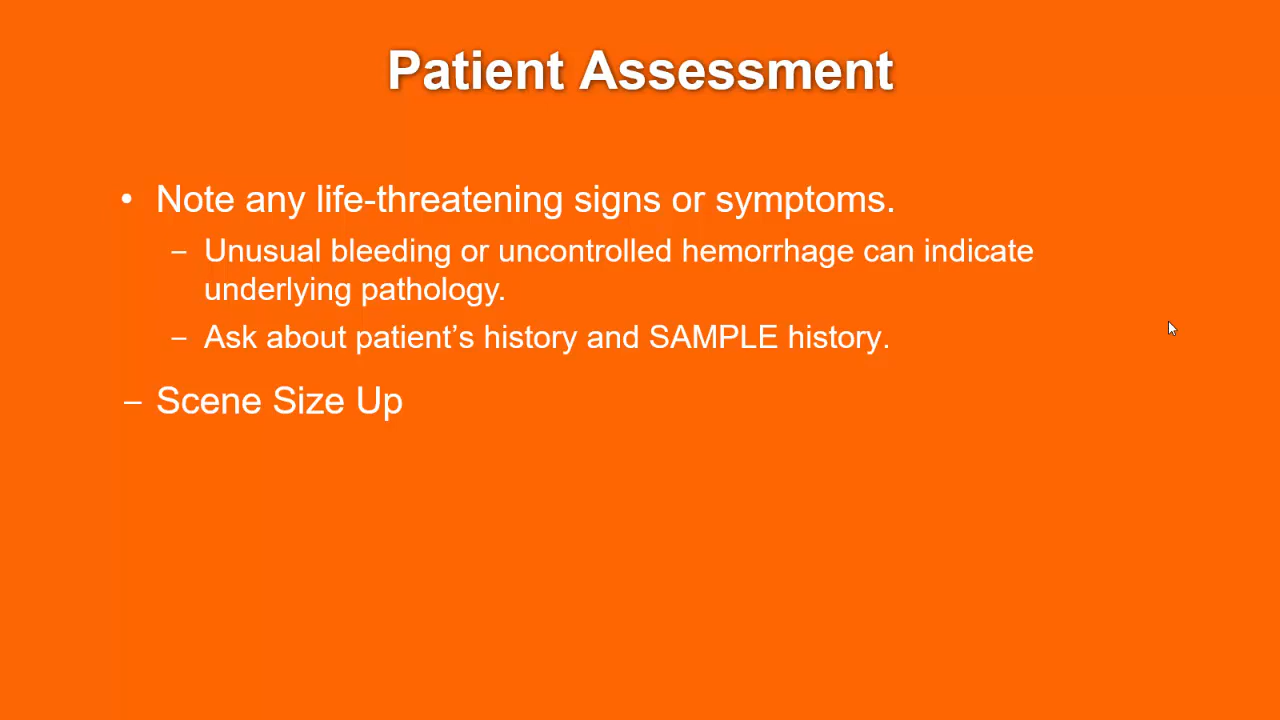 Patient Assessment
• Note any life-threatening signs or symptoms.
– Unusual bleeding or uncontrolled hemorrhage can indicate
underlying pathology.
– Ask about patient’s history and SAMPLE history.
– Scene Size Up